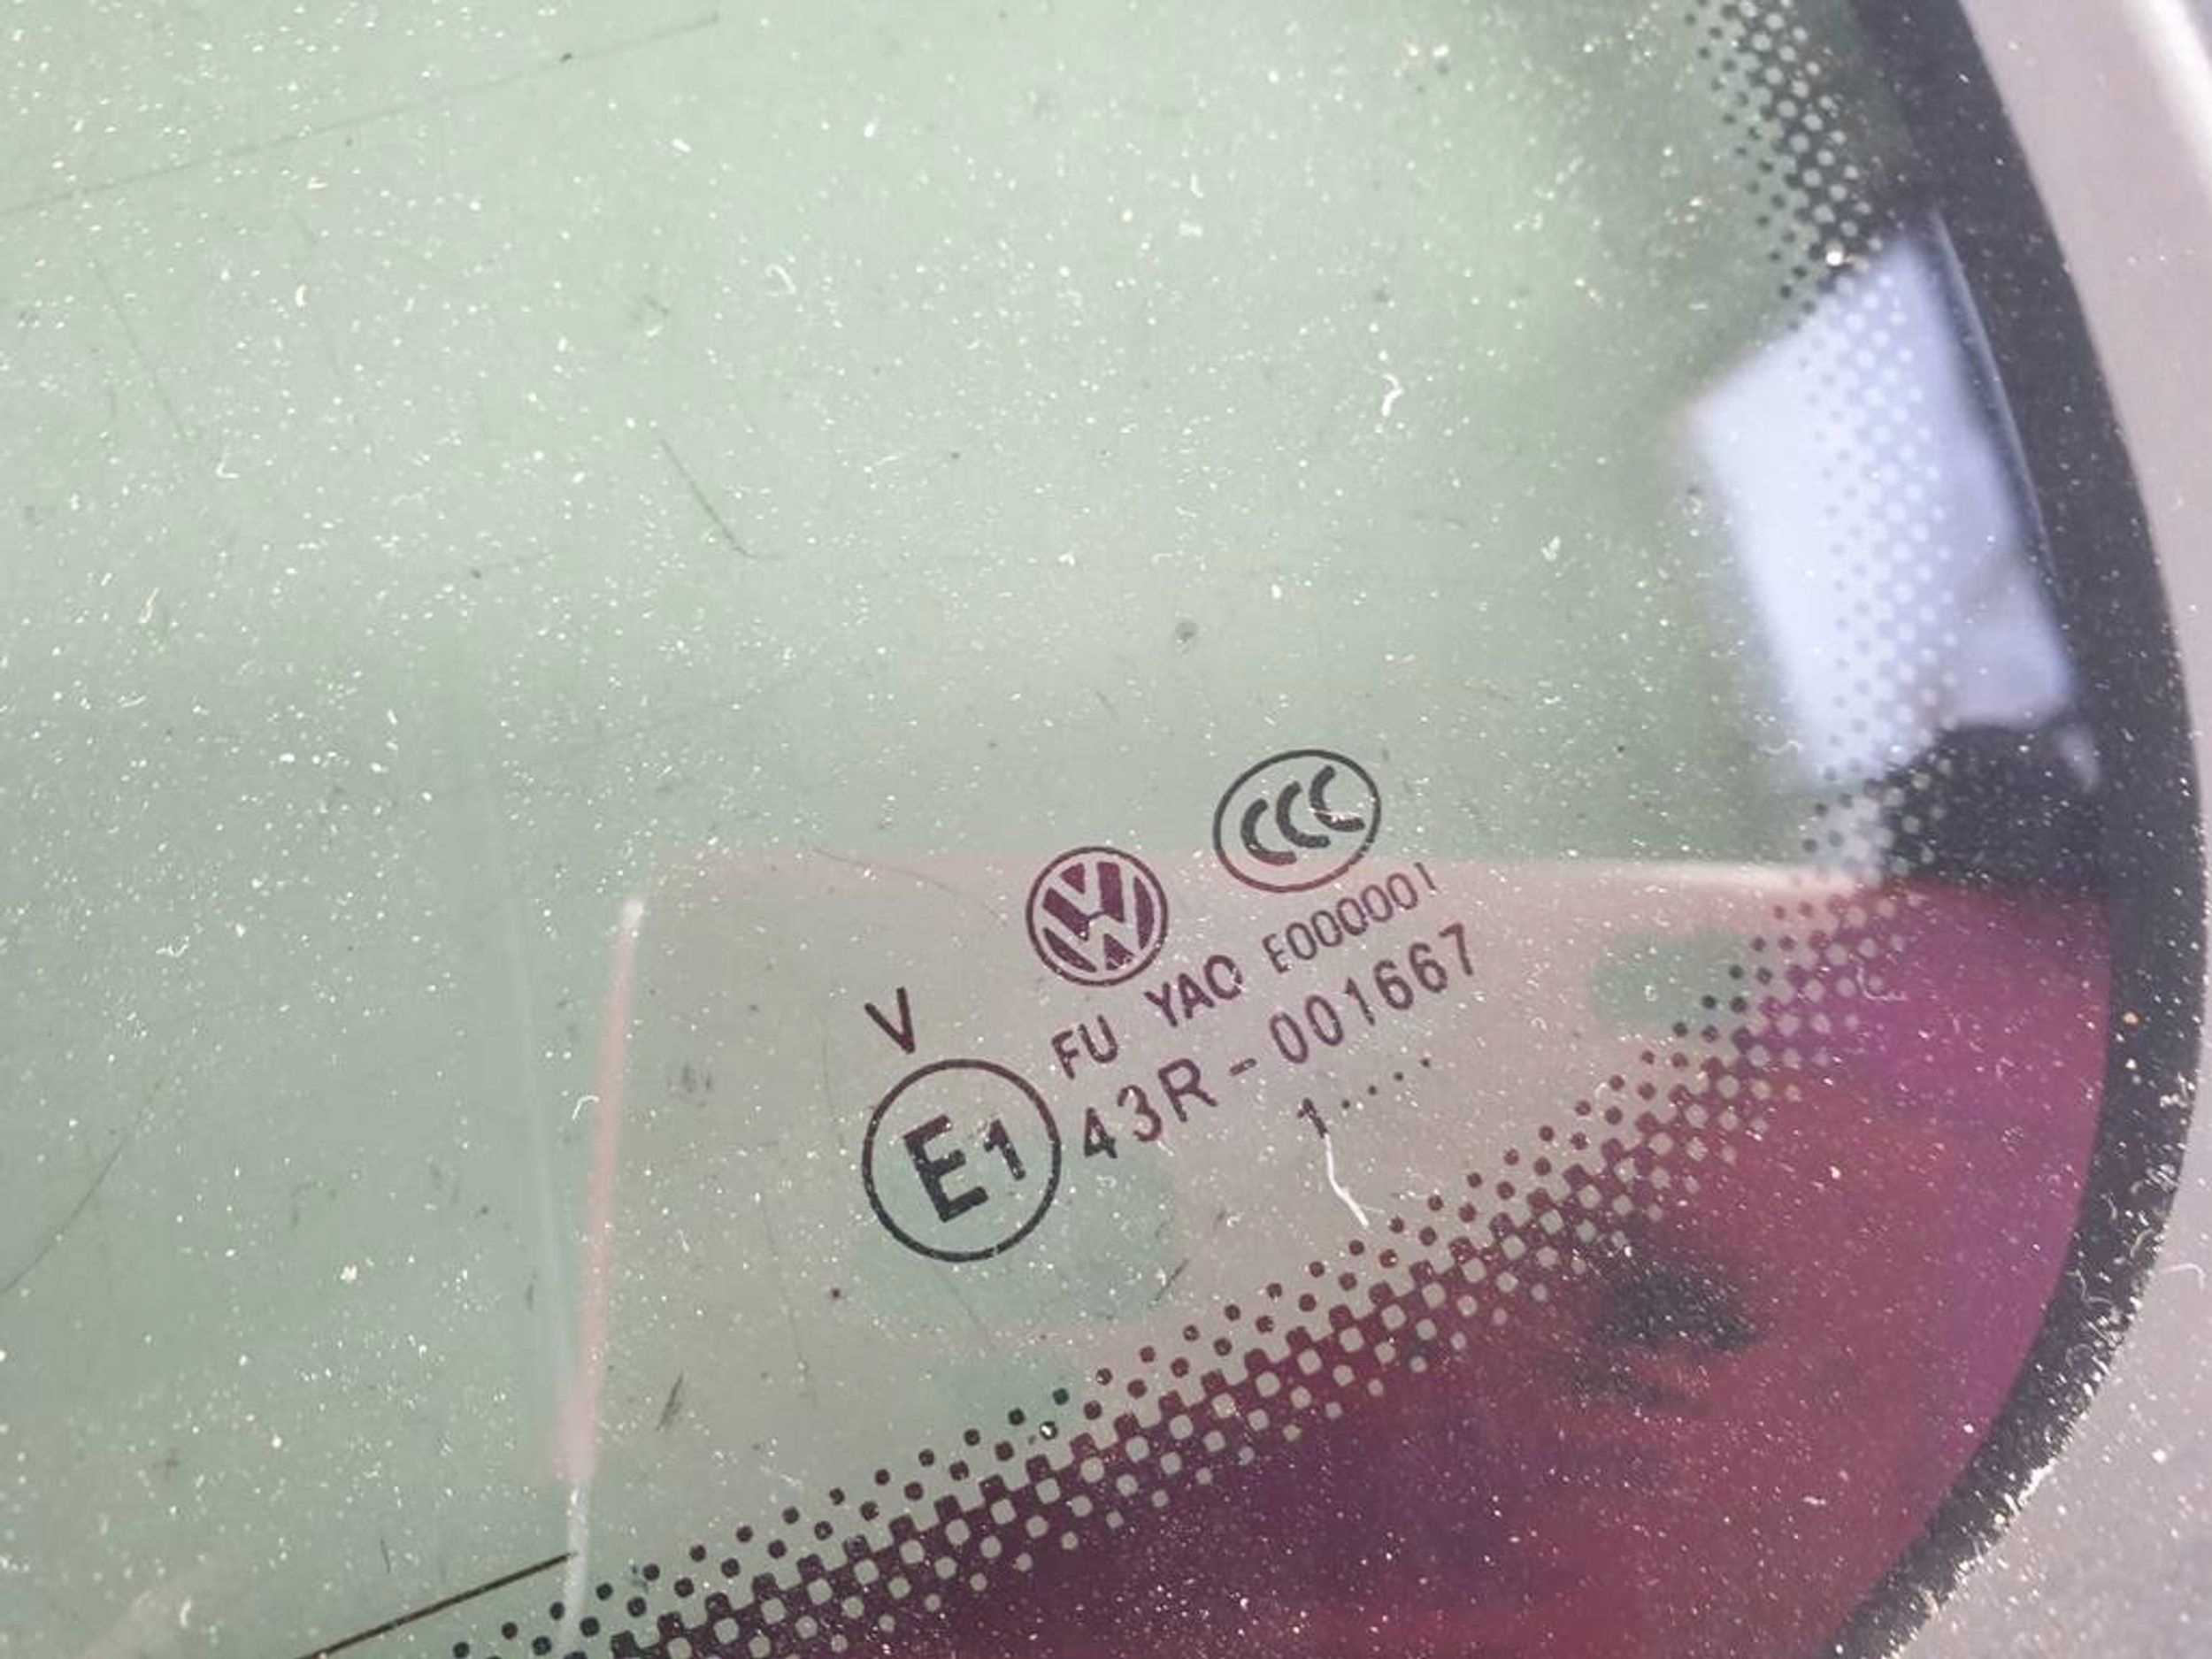 CCC
VW
FU YAO E000001
V
E1 43R-001667
1.....